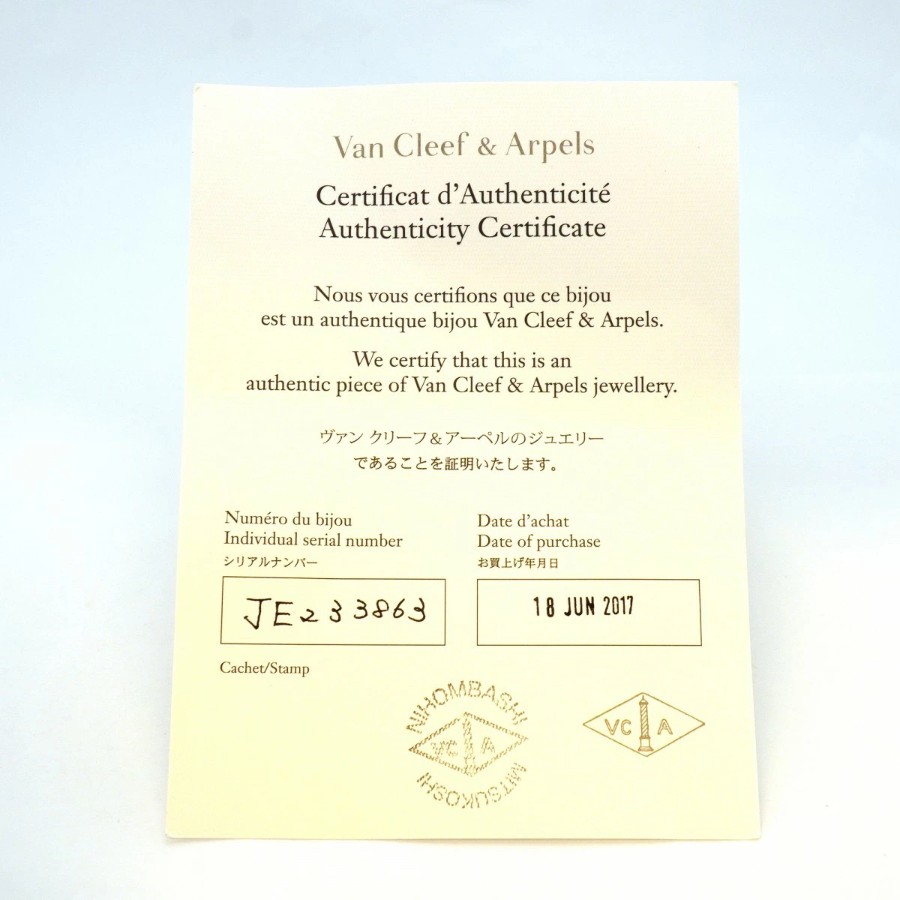 Van Cleef & Arpels
Certificat d'Authenticité
Authenticity Certificate
Nous vous certifions que ce bijou
est un authentique bijou Van Cleef & Arpels.
We certify that this is an
authentic piece of Van Cleef & Arpels jewellery.
ヴァン クリーフ&アーペルのジュエリー
であることを証明いたします。
Numéro du bijou
Individual serial number
シリアルナンバー
JE233863
Date d'achat
Date of purchase
お買上げ年月日
18 JUN 2017
Cachet/Stamp
NIHOMBASHI
VC A
MITSUKOSHI
VC A